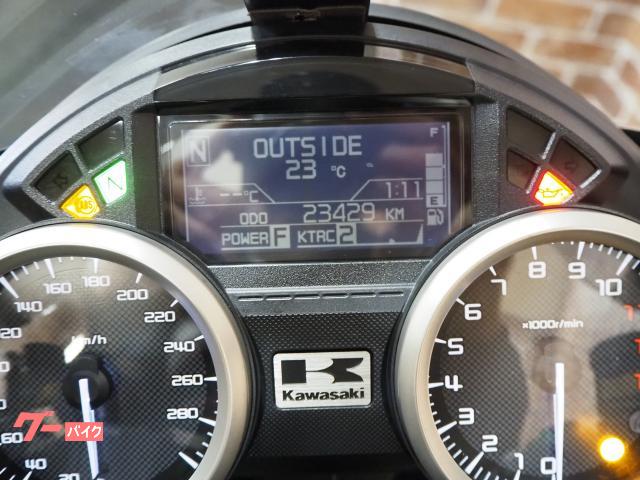 N OUTSIDE F
23 °C
--°C 1:11 E
ODO 23429 KM
POWER F KTRC 2
ABS N
140 160 180 200 220 240 260 280
km/h
60 40 20
グーバイク
Kawasaki
10 9 8 7 6 5 4 3 2 1 0
×1000r/min